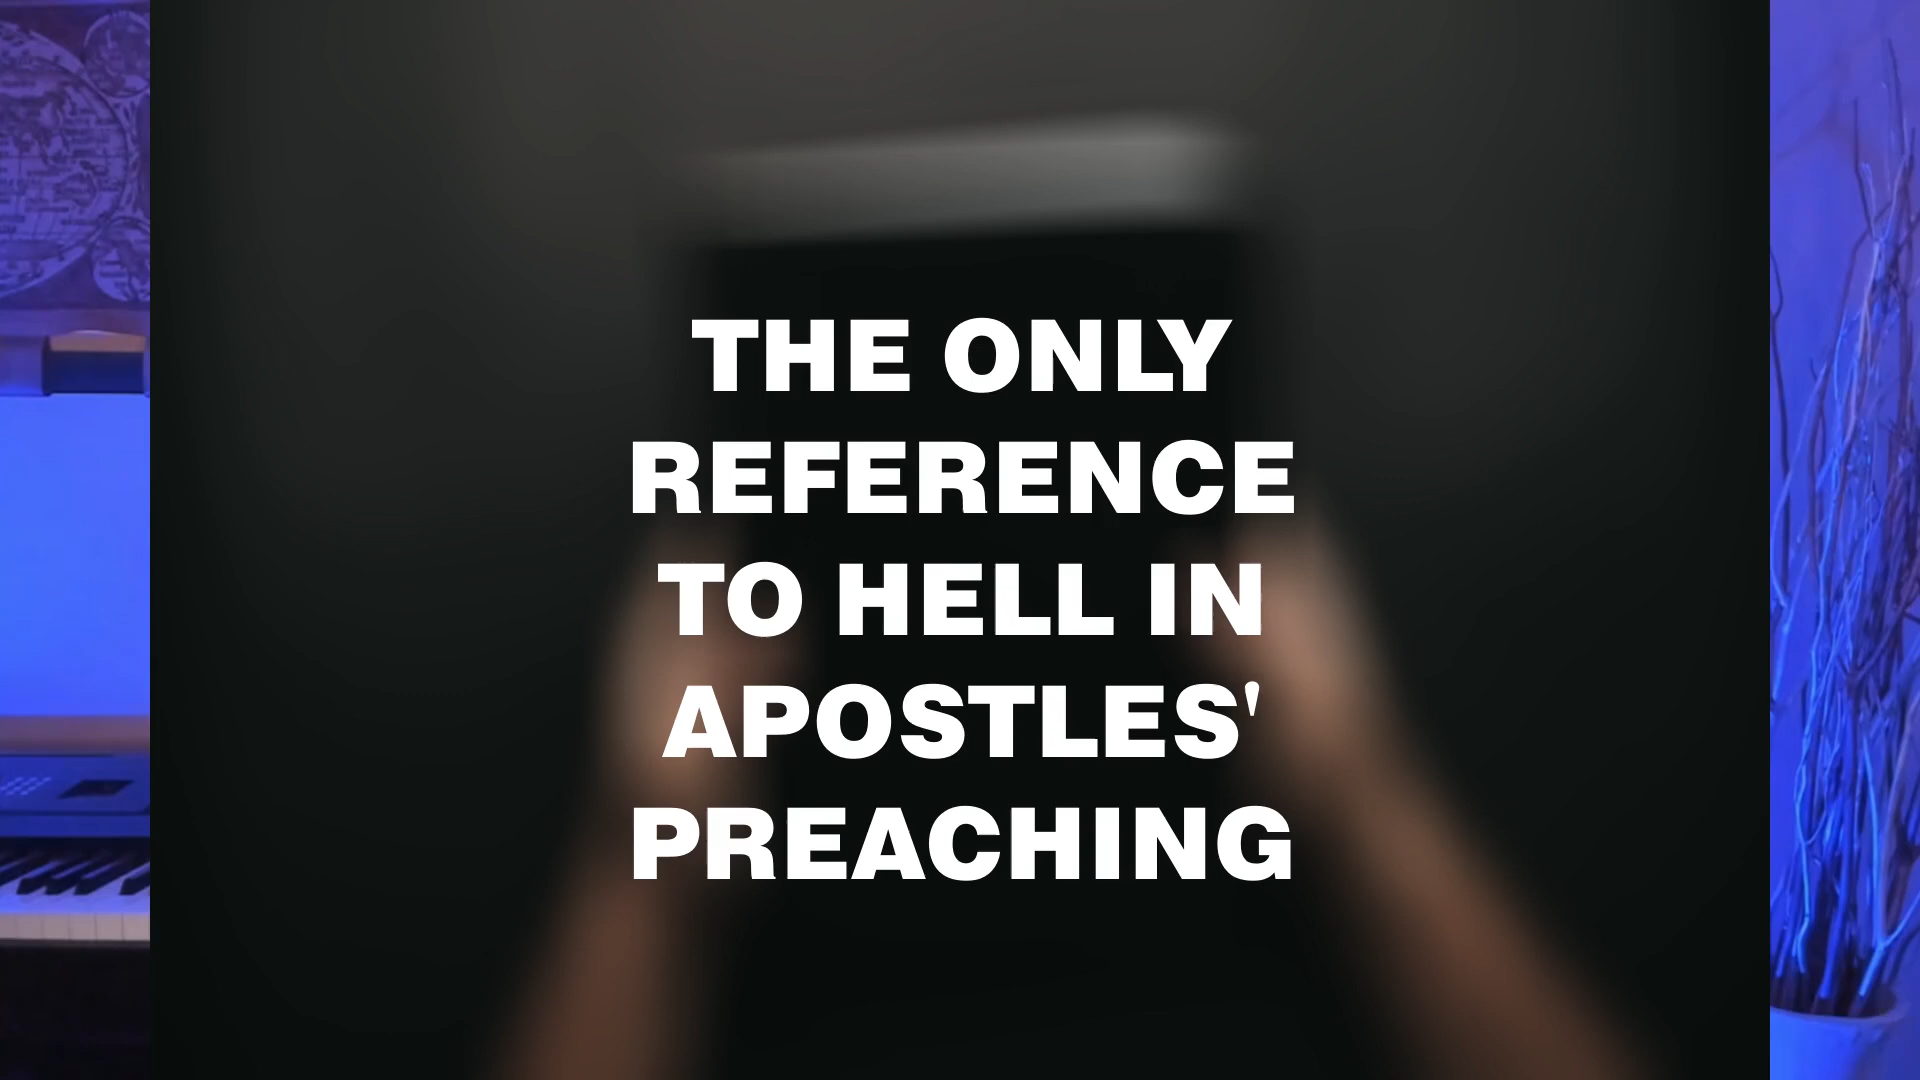 THE ONLY
REFERENCE
TO HELL IN
APOSTLES'
PREACHING